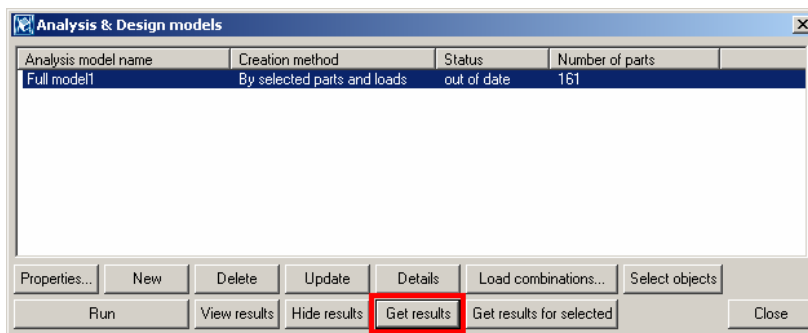 Analysis & Design models
Analysis model name Creation method Status Number of parts
Full model1 By selected parts and loads out of date 161
Properties... New Delete Update Details Load combinations... Select objects
Run View results Hide results Get results Get results for selected Close